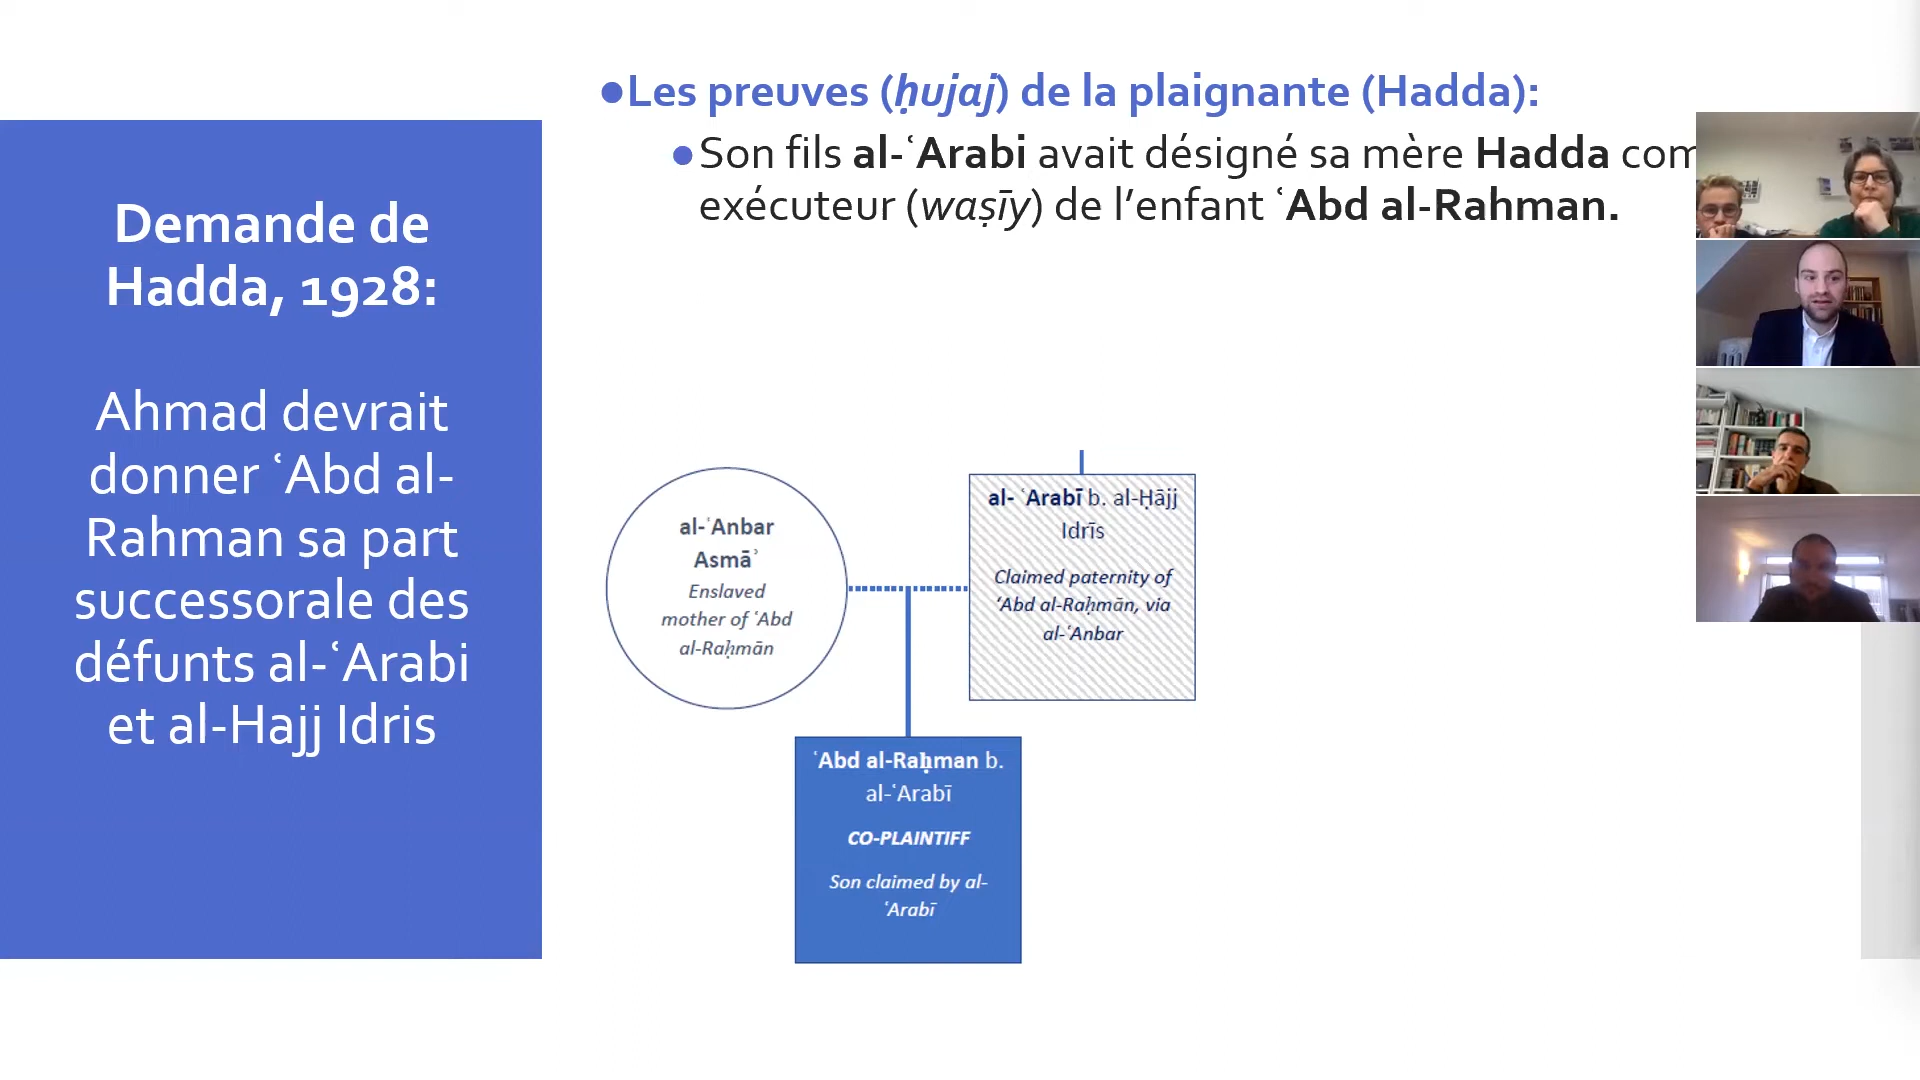 Demande de
Hadda, 1928:
Ahmad devrait
donner ʿAbd al-
Rahman sa part
successorale des
défunts al-ʿArabi
et al-Hajj Idris
•Les preuves (ḥujaj) de la plaignante (Hadda):
•Son fils al-ʿArabi avait désigné sa mère Hadda com
exécuteur (waṣīy) de l’enfant ʿAbd al-Rahman.
al-ʿAnbar
Asmāʾ
Enslaved
mother of ʿAbd
al-Raḥmān
al- ʿArabī b. al-Ḥājj
Idrīs
Claimed paternity of
‘Abd al-Raḥmān, via
al-ʿAnbar
ʿAbd al-Raḥman b.
al-ʿArabī
CO-PLAINTIFF
Son claimed by al-
ʿArabī